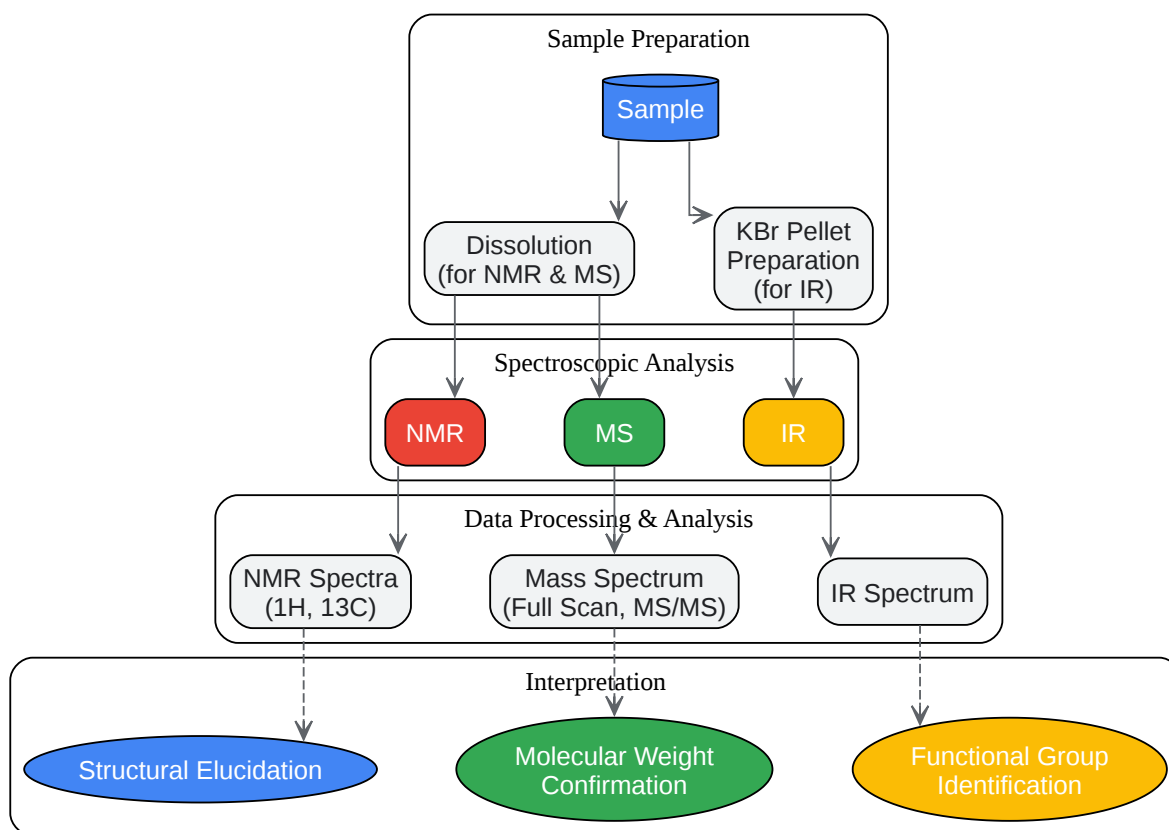 Sample Preparation
Sample
Dissolution
(for NMR & MS)
KBr Pellet
Preparation
(for IR)
Spectroscopic Analysis
NMR
MS
IR
Data Processing & Analysis
NMR Spectra
(1H, 13C)
Mass Spectrum
(Full Scan, MS/MS)
IR Spectrum
Interpretation
Structural Elucidation
Molecular Weight
Confirmation
Functional Group
Identification